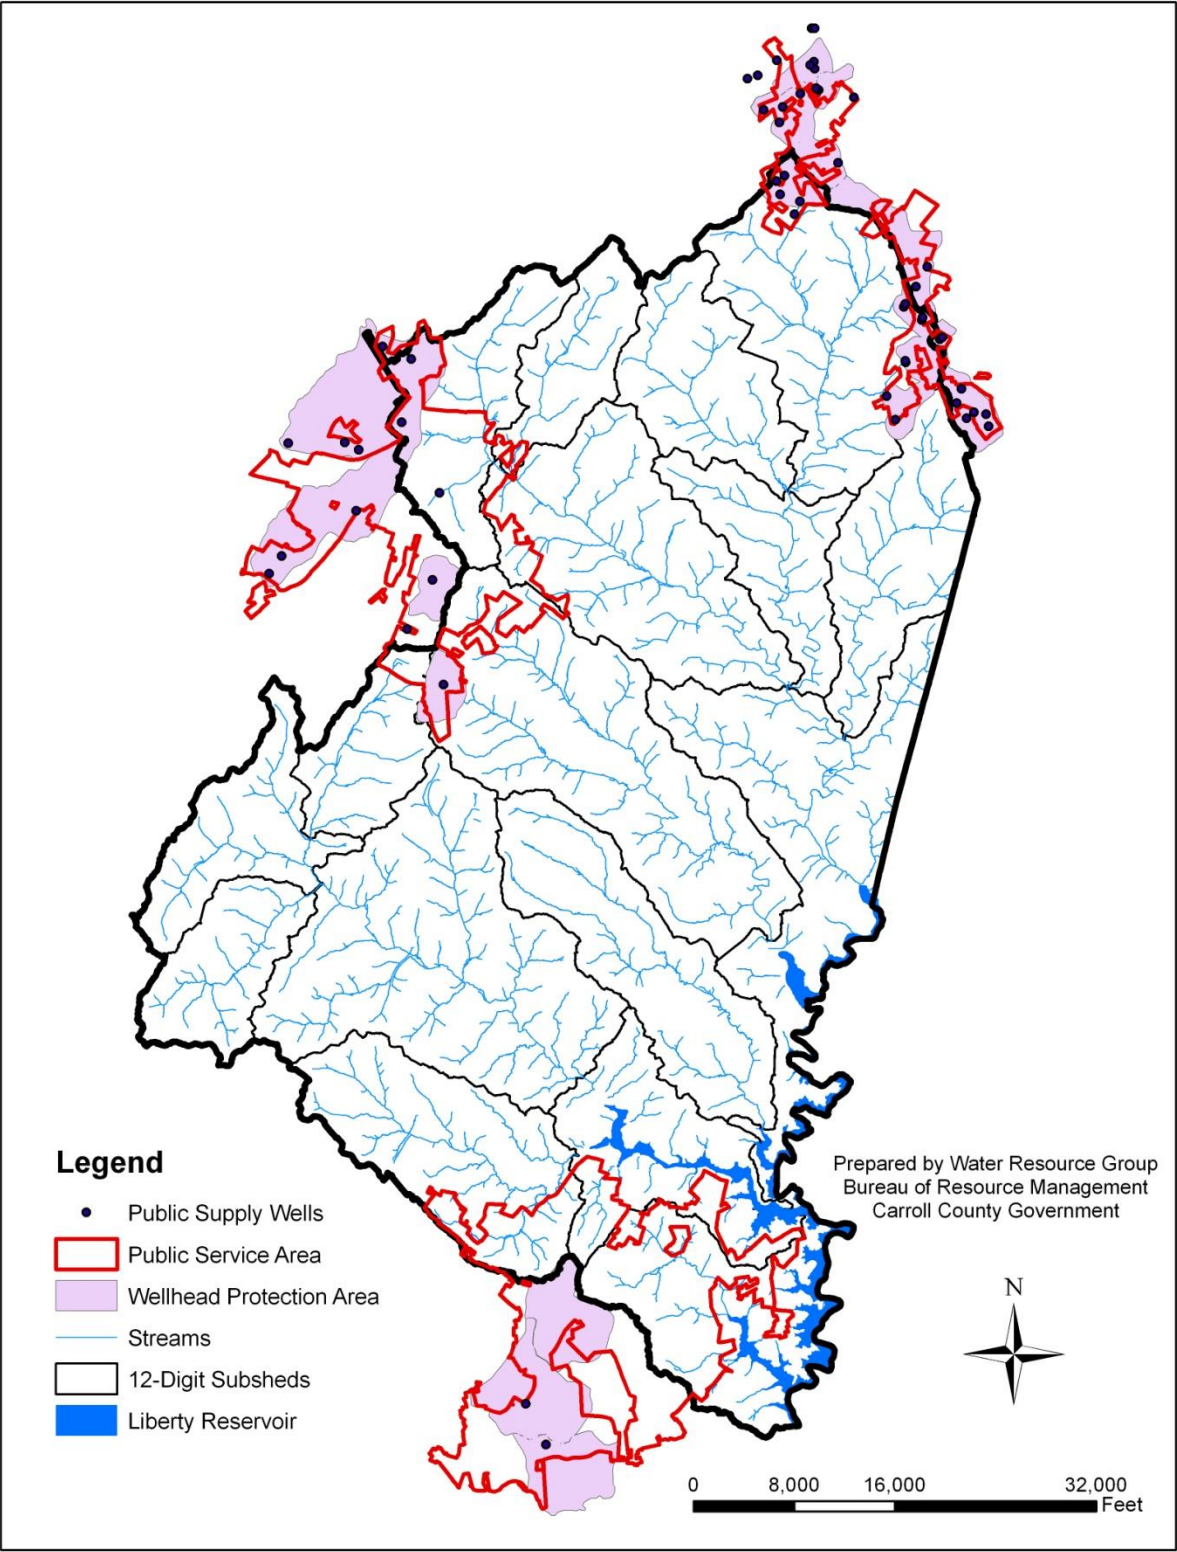 Legend
Public Supply Wells
Public Service Area
Wellhead Protection Area
Streams
12-Digit Subsheds
Liberty Reservoir
Prepared by Water Resource Group
Bureau of Resource Management
Carroll County Government
N
0 8,000 16,000 32,000
Feet